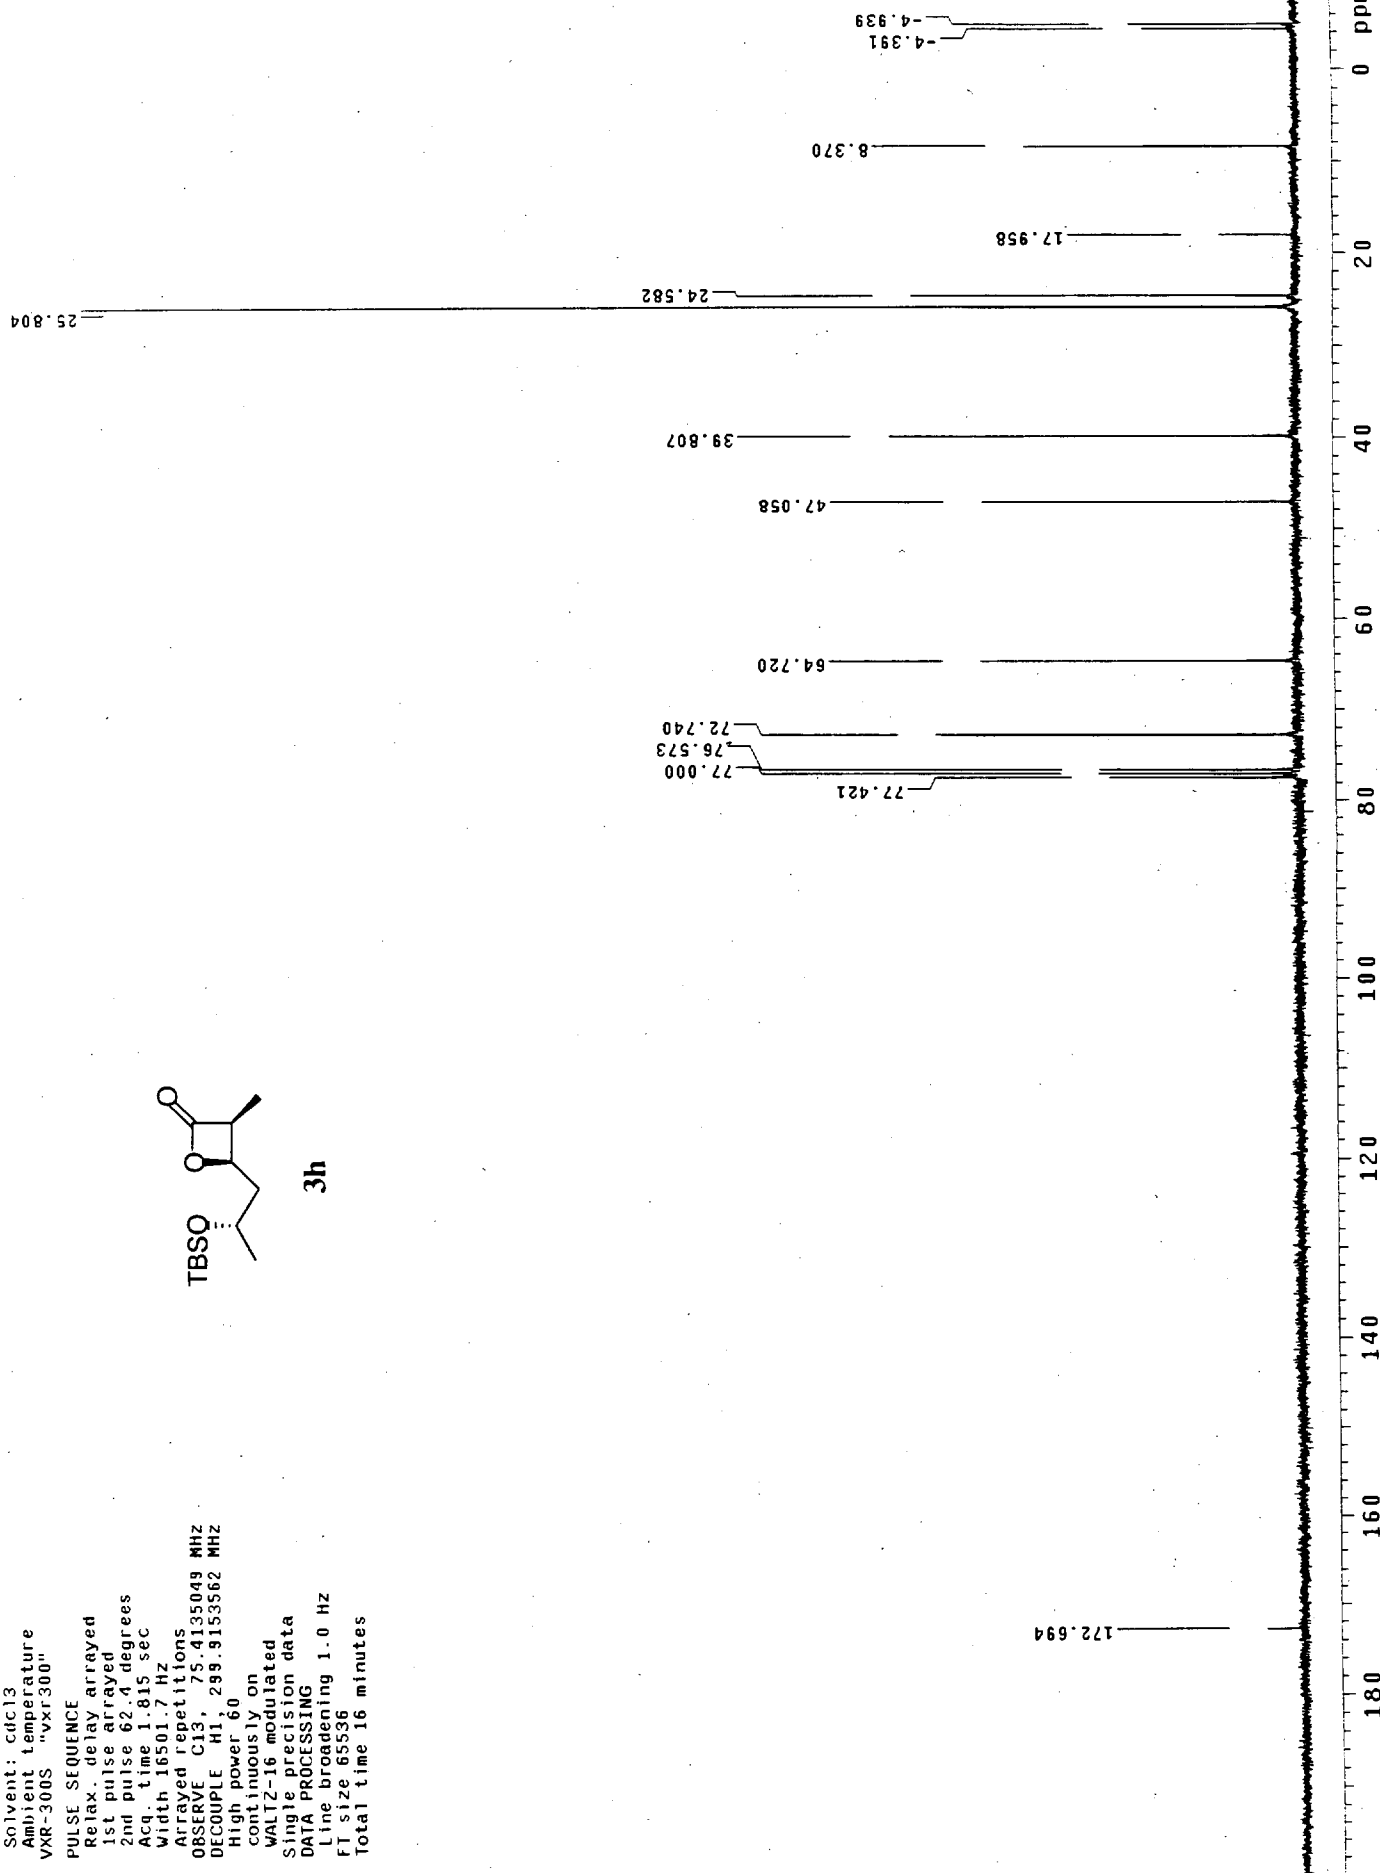 Solvent: cdcl3
Ambient temperature
VXR-300S "vxr300"
PULSE SEQUENCE
Relax. delay arrayed
1st pulse arrayed
2nd pulse 62.4 degrees
Acq. time 1.815 sec
Width 16501.7 Hz
Arrayed repetitions
OBSERVE C13, 75.4135049 MHz
DECOUPLE H1, 299.9153562 MHz
High power 60
continuously on
WALTZ-16 modulated
Single precision data
DATA PROCESSING
Line broadening 1.0 Hz
FT size 65536
Total time 16 minutes
TBSO
O
O
3h
172.694
77.421
77.000
76.573
72.740
64.720
47.058
39.807
25.804
24.582
17.958
8.370
-4.391
-4.939
180
160
140
120
100
80
60
40
20
0